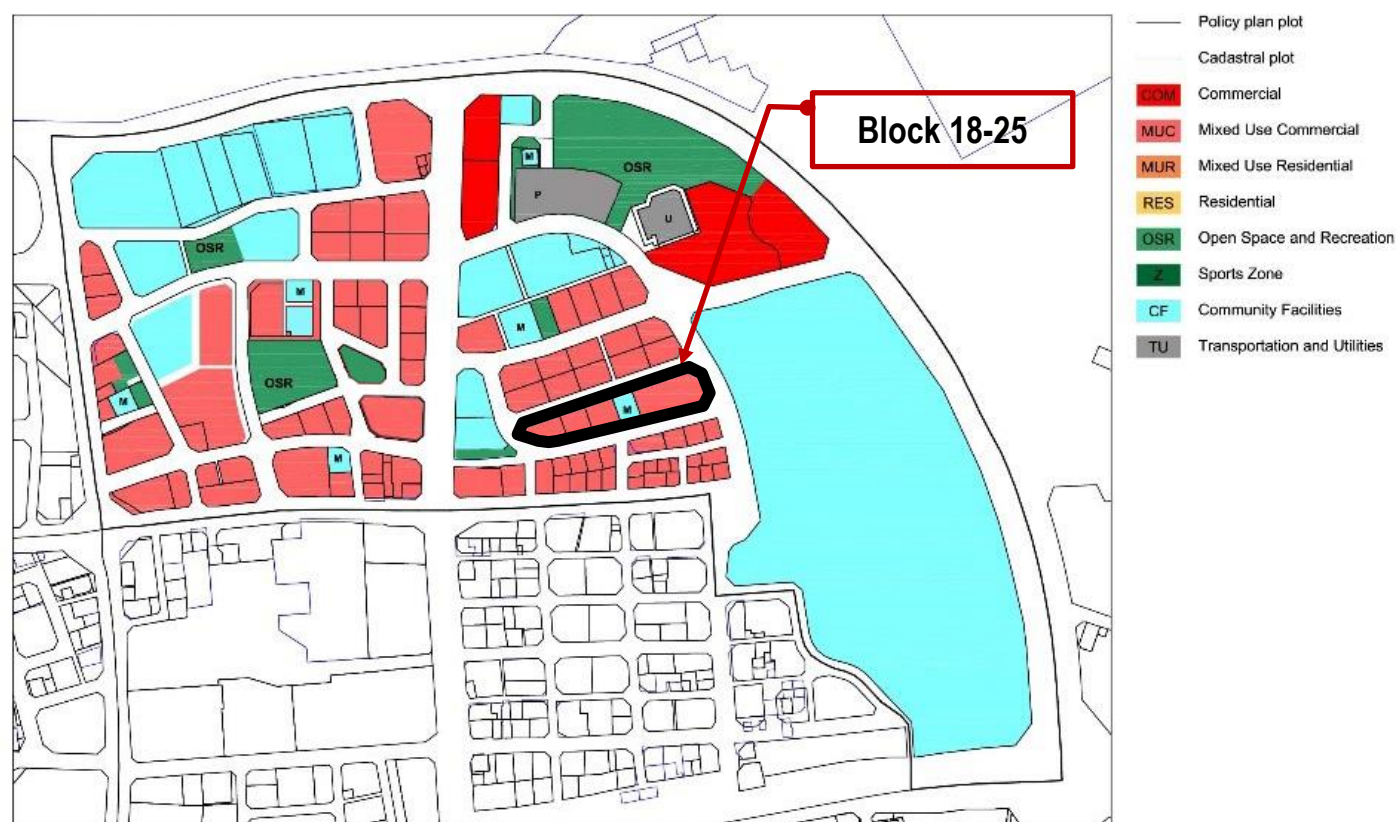 Policy plan plot
Cadastral plot
COM Commercial
MUC Mixed Use Commercial
MUR Mixed Use Residential
RES Residential
OSR Open Space and Recreation
Z Sports Zone
CF Community Facilities
TU Transportation and Utilities
Block 18-25
M
OSR
P
U
OSR
M
M
OSR
M
M
M